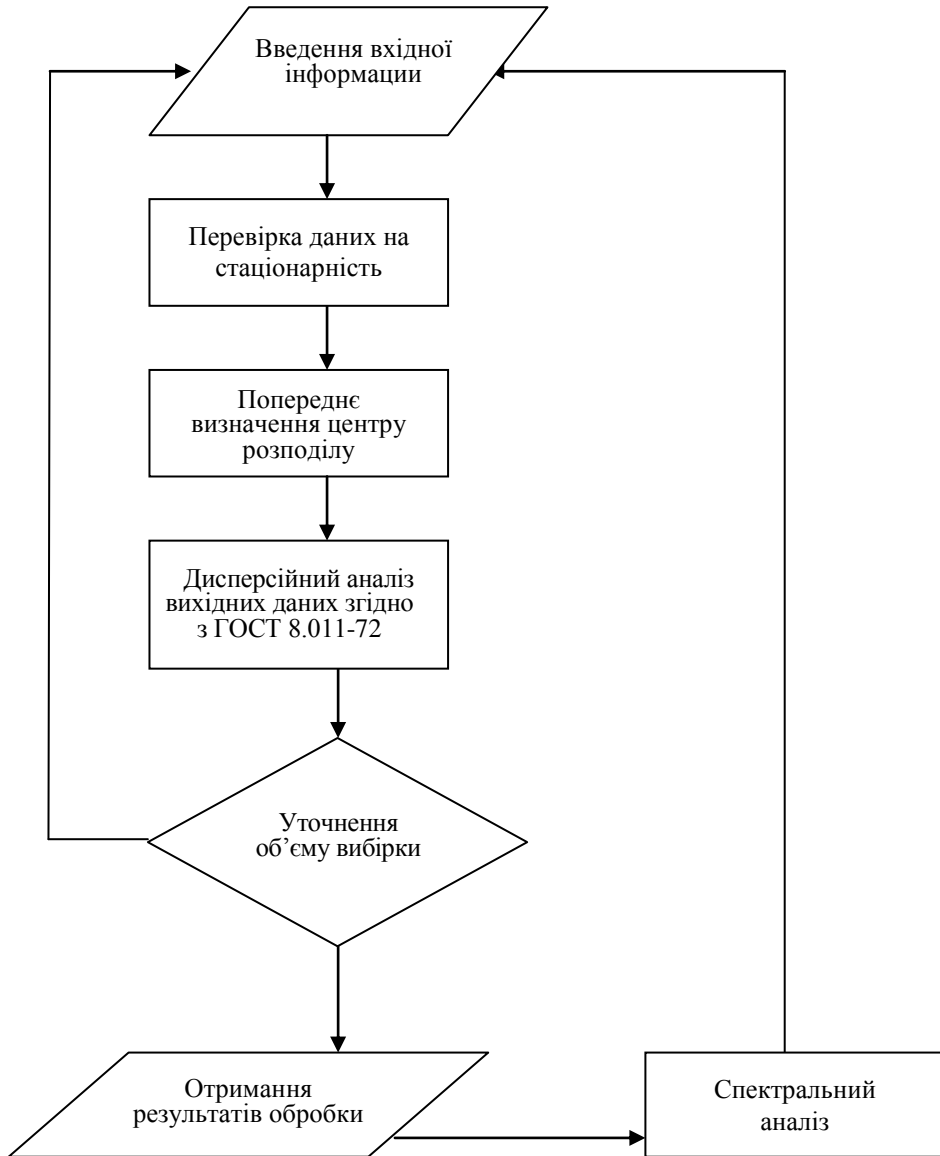 Введення вхідної
інформации
Перевірка даних на
стаціонарність
Попереднє
визначення центру
розподілу
Дисперсійний аналіз
вихідних даних згідно
з ГОСТ 8.011-72
Уточнення
об’єму вибірки
Отримання
результатів обробки
Спектральний
аналіз